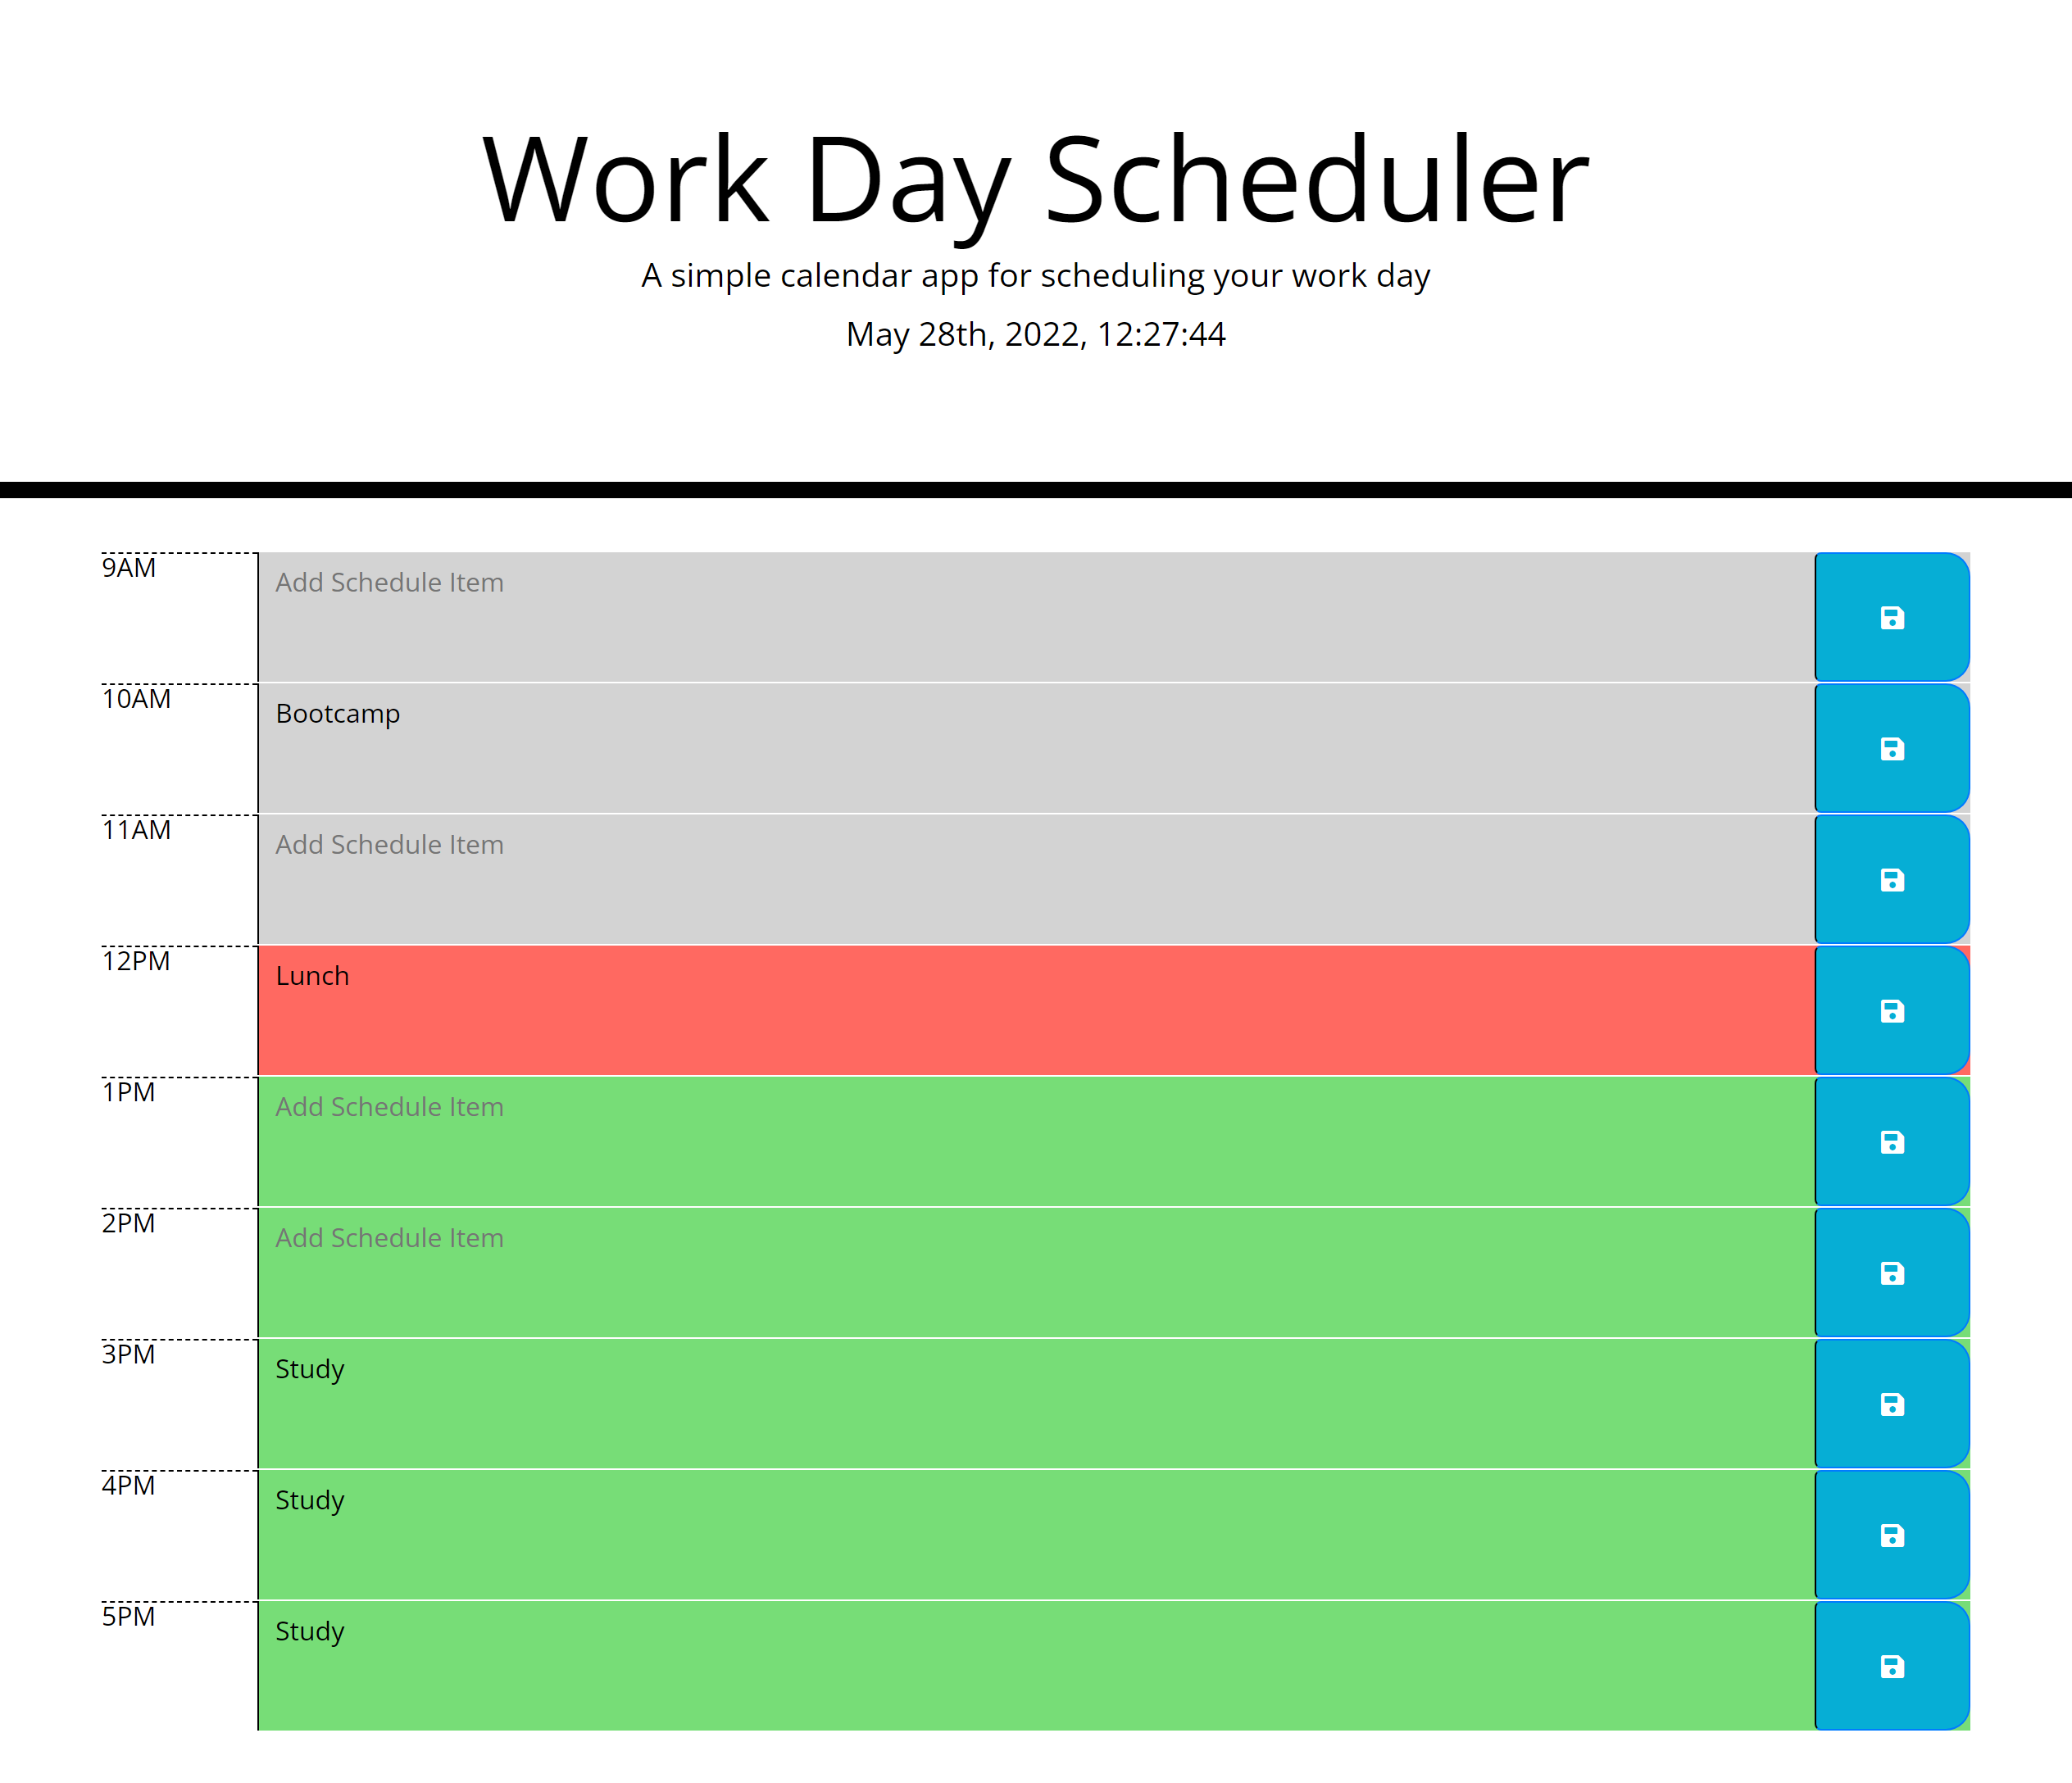 Work Day Scheduler
A simple calendar app for scheduling your work day
May 28th, 2022, 12:27:44
9AM
Add Schedule Item
10AM
Bootcamp
11AM
Add Schedule Item
12PM
Lunch
1PM
Add Schedule Item
2PM
Add Schedule Item
3PM
Study
4PM
Study
5PM
Study